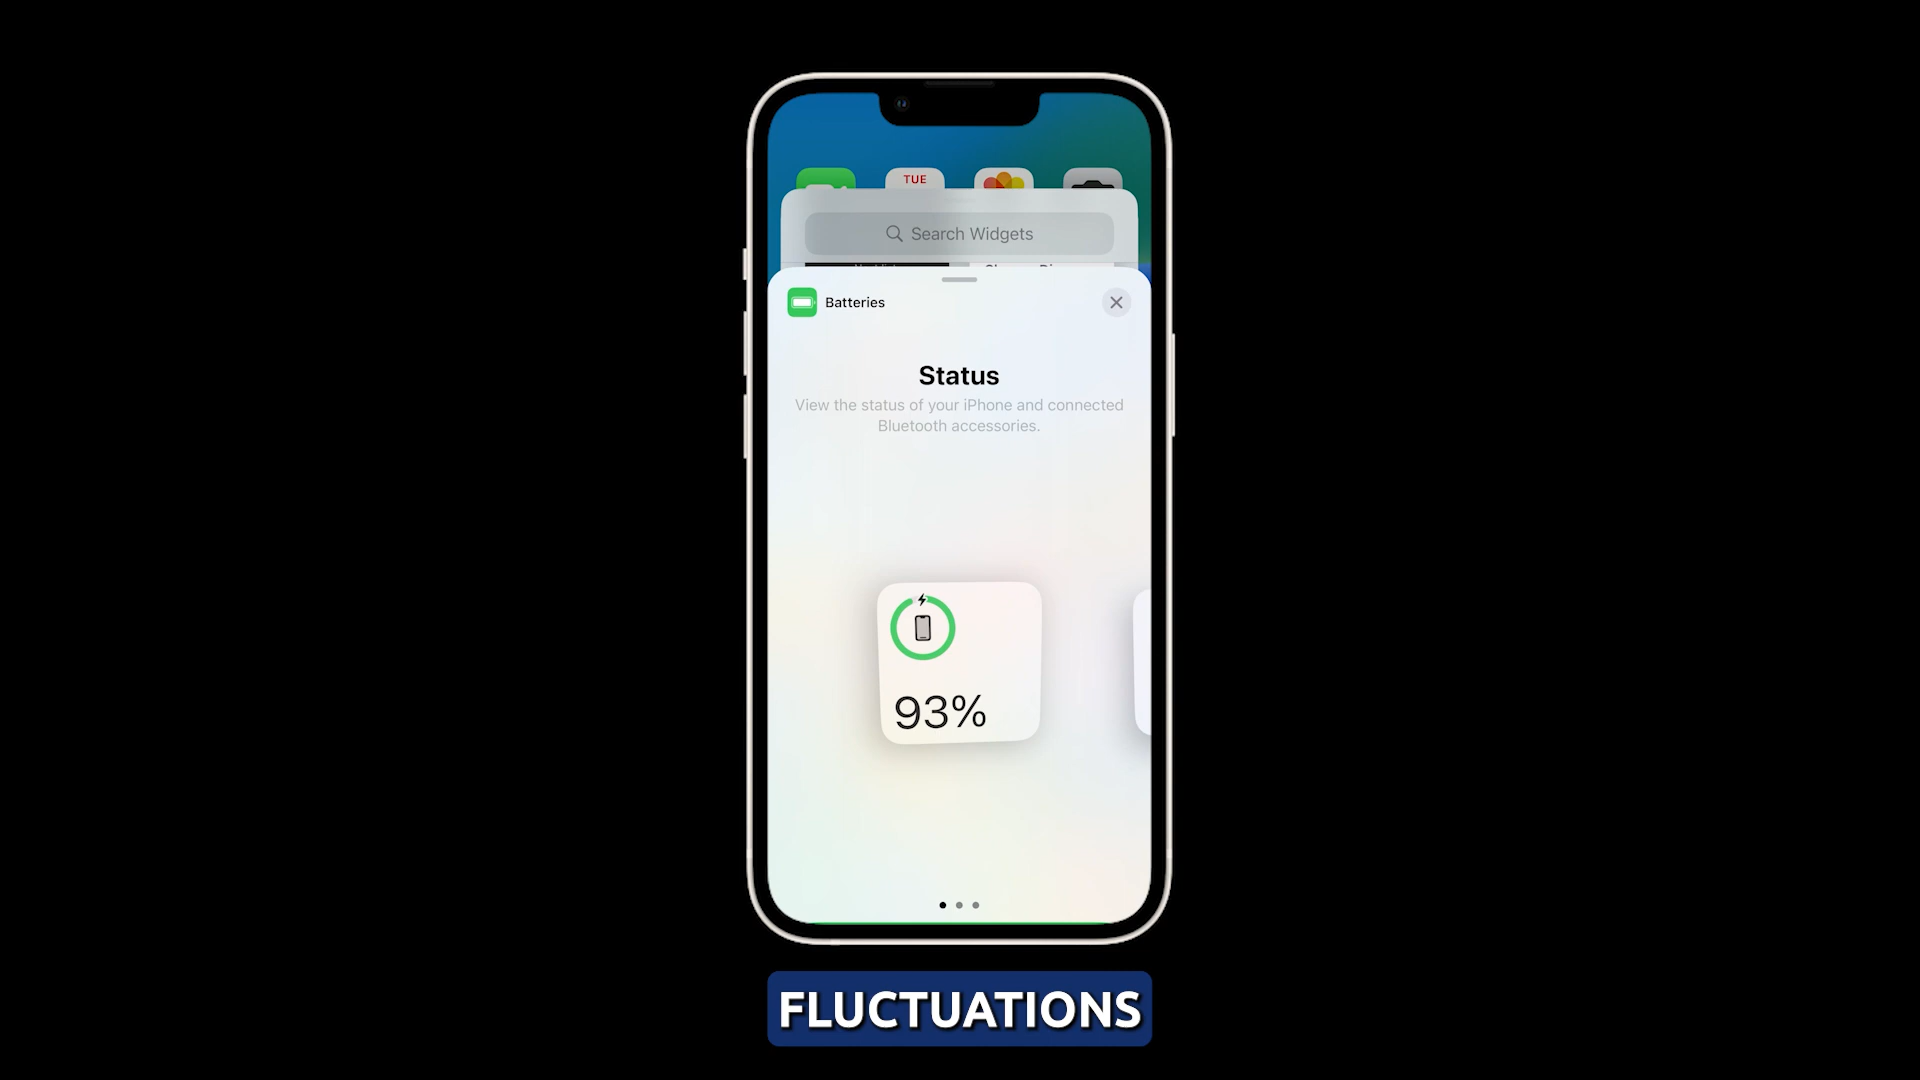 TUE
Search Widgets
Batteries
Status
View the status of your iPhone and connected
Bluetooth accessories.
93%
FLUCTUATIONS